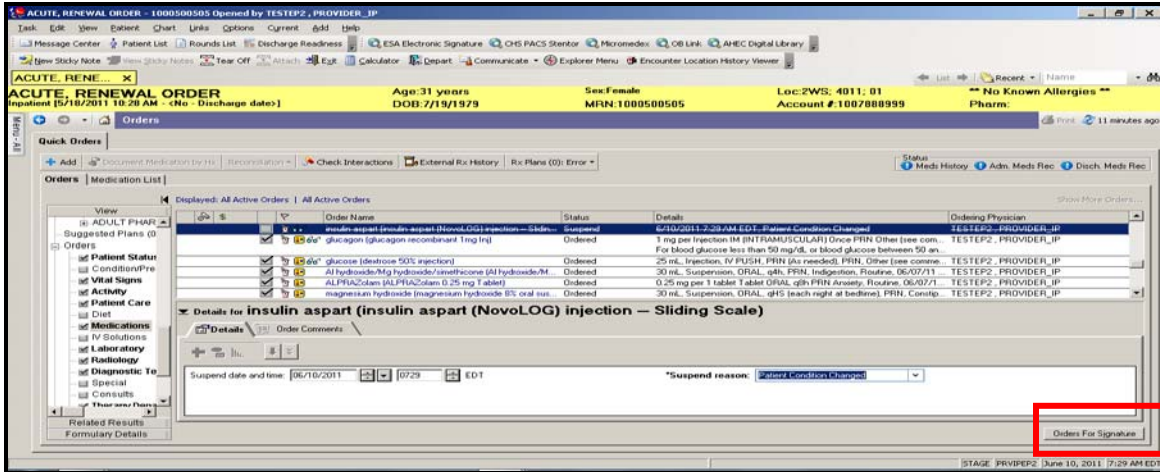 ACUTE, RENEWAL ORDER - 1000500505 Opened by TESTEP2 , PROVIDER_IP
Task Edit View Patient Chart Links Options Current Add Help
Message Center Patient List Rounds List Discharge Readiness ESA Electronic Signature CHS PACS Stentor Micromedex OB Link AHEC Digital Library
New Sticky Note View Sticky Notes Tear Off Attach Exit Calculator Depart Communicate Explorer Menu Encounter Location History Viewer
ACUTE, RENE... x List Recent Name
ACUTE, RENEWAL ORDER Age:31 years Sex:Female Loc:2WS; 4011; 01 ** No Known Allergies **
Inpatient [5/18/2011 10:28 AM - <No - Discharge date>] DOB:7/19/1979 MRN:1000500505 Account #:1007888999 Pharm:
Menu - All
Orders Print 11 minutes ago
Quick Orders
Add Document Medication by Hx Reconciliation Check Interactions External Rx History Rx Plans (0): Error Status
Meds History Adm. Meds Rec Disch. Meds Rec
Orders Medication List
Displayed: All Active Orders | All Active Orders Show More Orders...
View
ADULT PHAR
Suggested Plans (0
Orders
Patient Status
Condition/Pre
Vital Signs
Activity
Patient Care
Diet
Medications
IV Solutions
Laboratory
Radiology
Diagnostic Te
Special
Consults
Related Results
Formulary Details
$ Order Name Status Details Ordering Physician
insulin aspart (insulin aspart (NovoLOG) injection – Slidin... Suspend 6/10/2011 7:29 AM EDT, Patient Condition Changed TESTEP2 , PROVIDER_IP
glucagon (glucagon recombinant 1mg Inj) Ordered 1 mg per Injection IM (INTRAMUSCULAR) Once PRN Other (see com... TESTEP2 , PROVIDER_IP
For blood glucose less than 50 mg/dL or blood glucose between 50 an...
glucose (dextrose 50% injection) Ordered 25 mL, Injection, IV PUSH, PRN (As needed), PRN, Other (see comme... TESTEP2 , PROVIDER_IP
Al hydroxide/Mg hydroxide/simethicone (Al hydroxide/M... Ordered 30 mL, Suspension, ORAL, q4h, PRN, Indigestion, Routine, 06/07/11 ... TESTEP2 , PROVIDER_IP
ALPRAZolam (ALPRAZolam 0.25 mg Tablet) Ordered 0.25 mg per 1 tablet Tablet ORAL q8h PRN Anxiety, Routine, 06/07/1... TESTEP2 , PROVIDER_IP
magnesium hydroxide (magnesium hydroxide 8% oral sus... Ordered 30 mL, Suspension, ORAL, qHS (each night at bedtime), PRN, Constip... TESTEP2 , PROVIDER_IP
Details for insulin aspart (insulin aspart (NovoLOG) injection – Sliding Scale)
Details Order Comments
Suspend date and time: 06/10/2011 0729 EDT *Suspend reason: Patient Condition Changed
Orders For Signature
STAGE PRVIPEP2 June 10, 2011 7:29 AM EDT